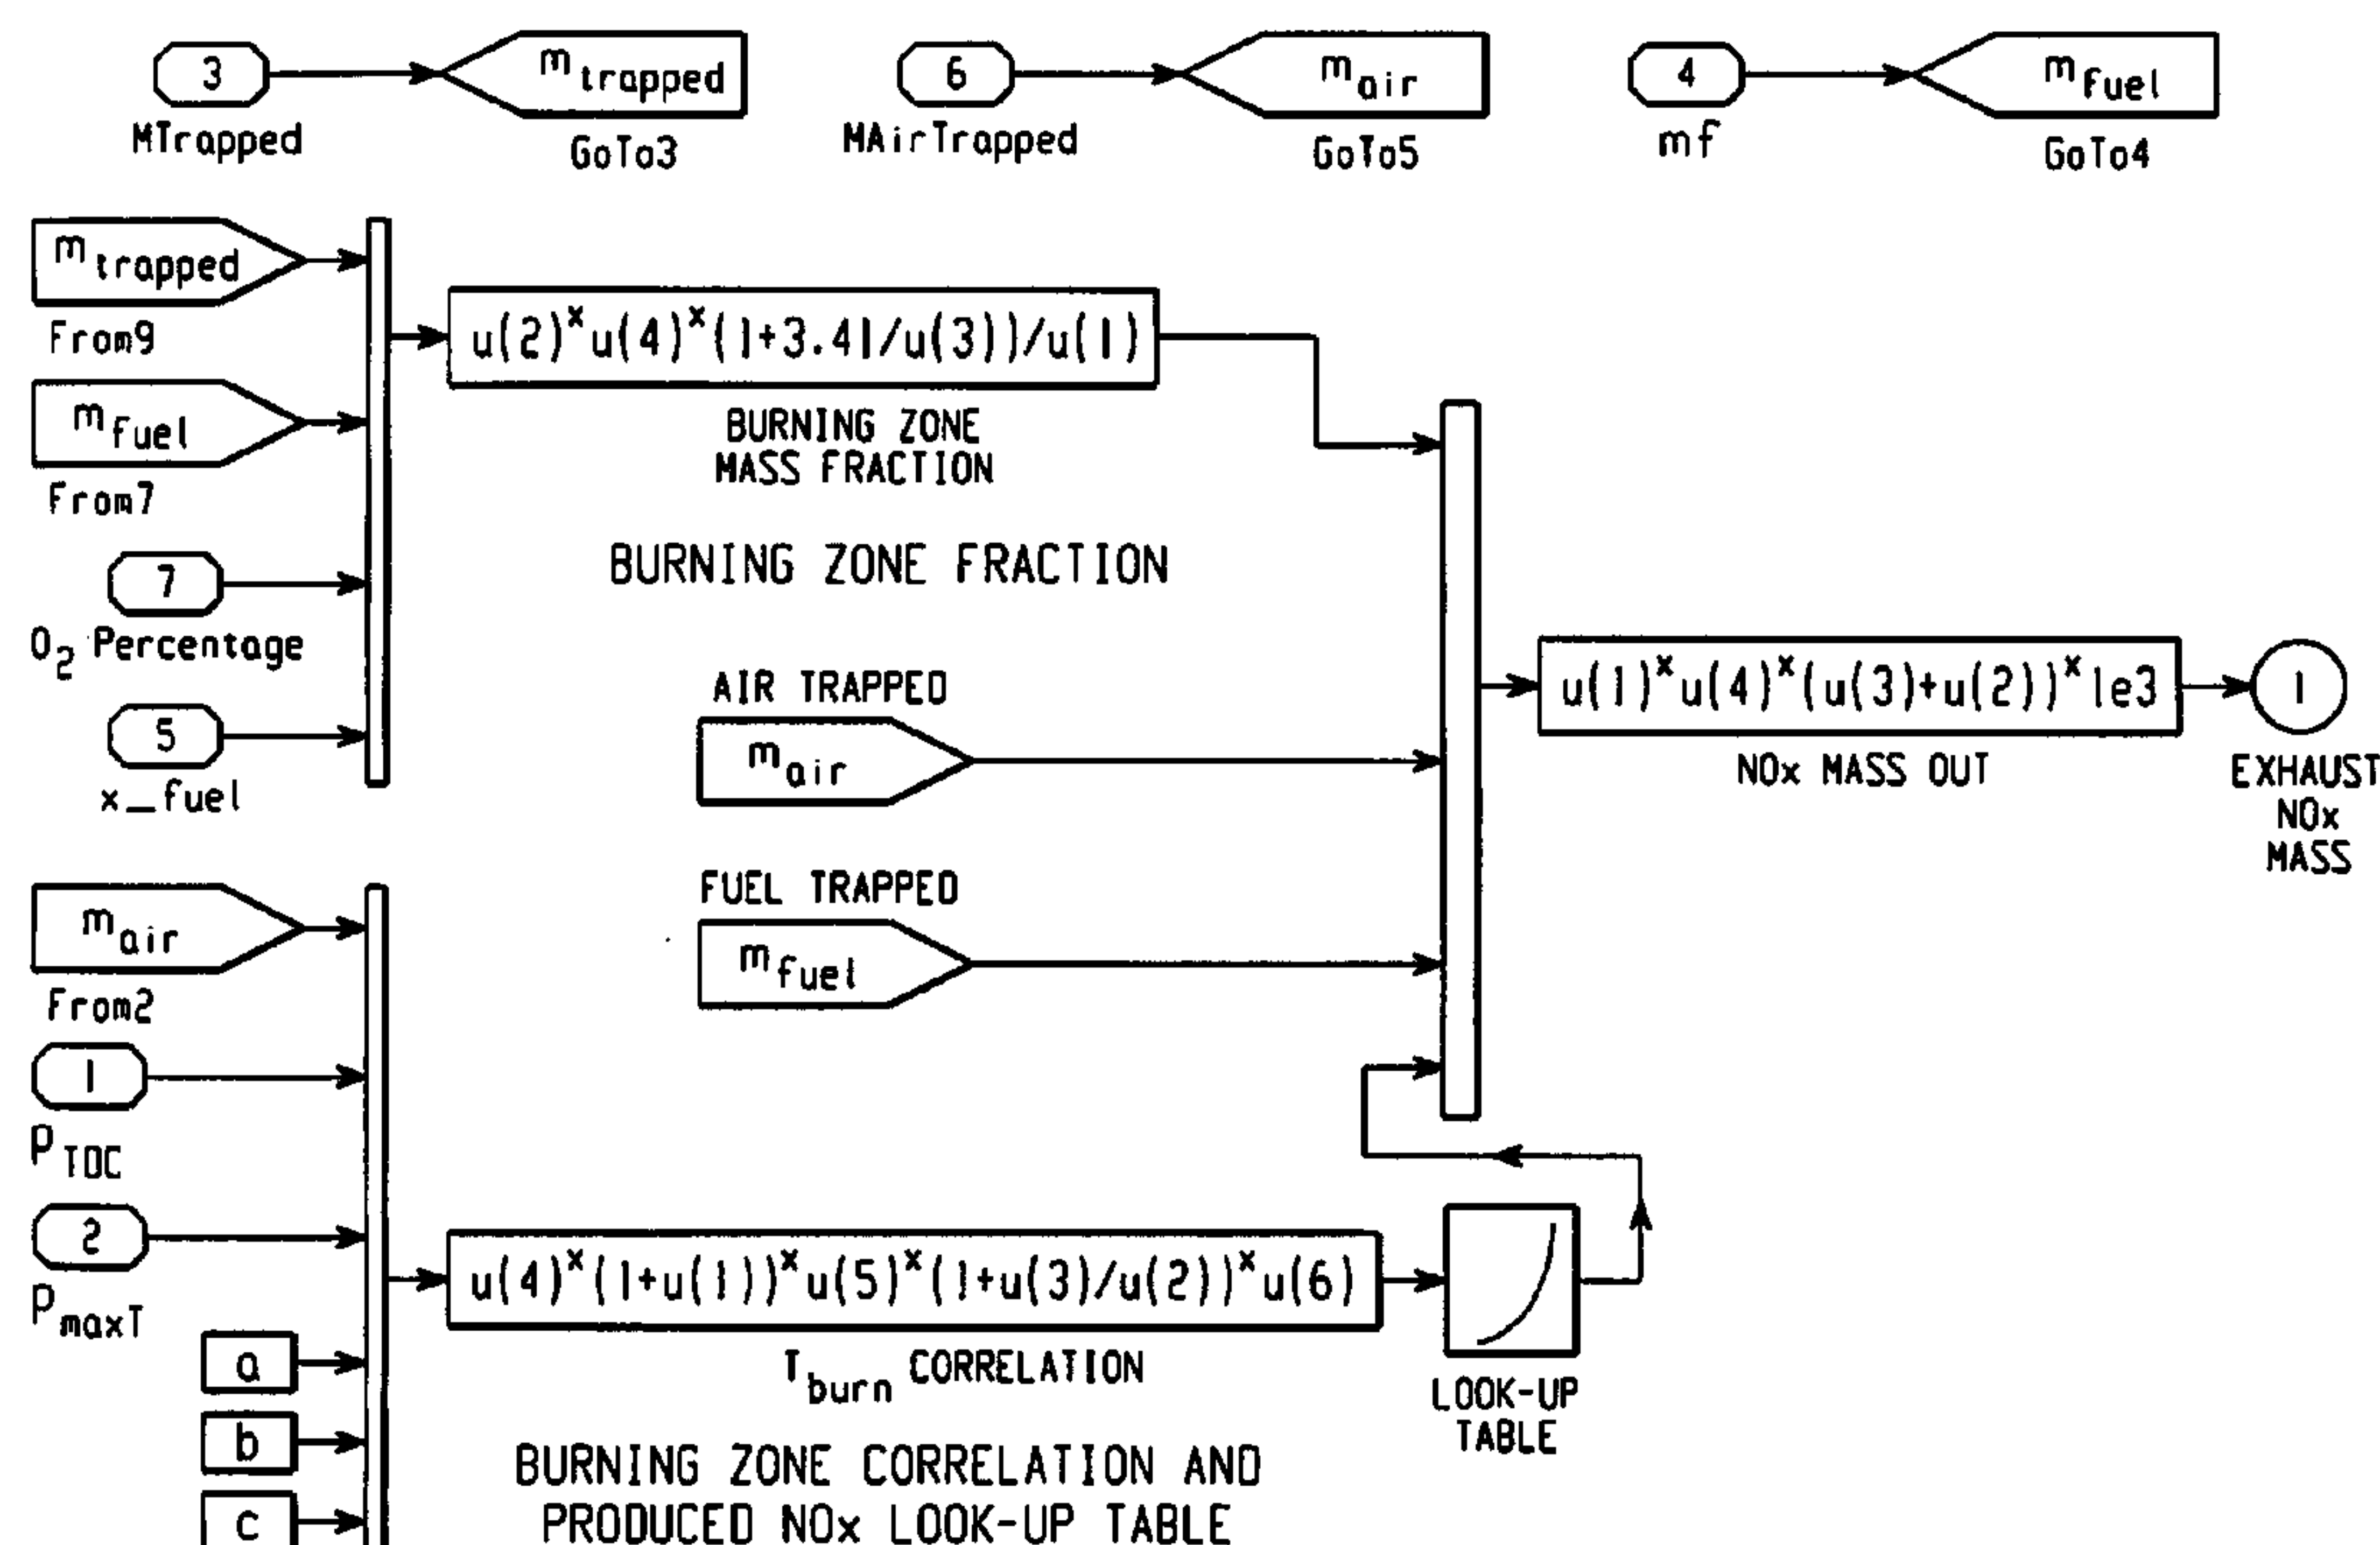 3
m trapped
MTrapped
GoTo3
6
m air
MAirTrapped
GoTo5
4
m fuel
mf
GoTo4
m trapped
From9
m fuel
From7
7
O2 Percentage
5
x_fuel
u(2)*u(4)*(1+3.41/u(3))/u(1)
BURNING ZONE
MASS FRACTION
BURNING ZONE FRACTION
AIR TRAPPED
m air
FUEL TRAPPED
m fuel
u(1)*u(4)*(u(3)+u(2))*1e3
NOx MASS OUT
1
EXHAUST
NOx
MASS
m air
From2
1
P TDC
2
P maxT
a
b
c
u(4)*(1+u(1))*u(5)*(1+u(3)/u(2))*u(6)
T burn CORRELATION
LOOK-UP
TABLE
BURNING ZONE CORRELATION AND
PRODUCED NOx LOOK-UP TABLE